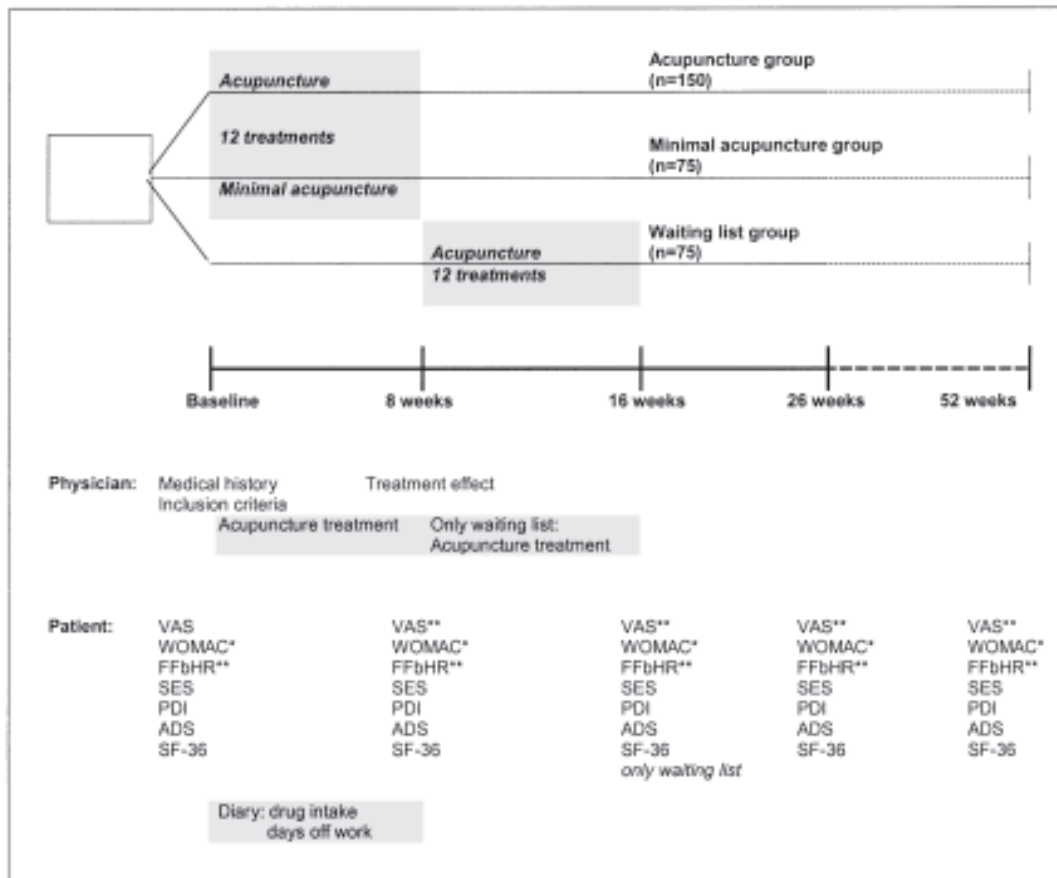 Acupuncture
12 treatments
Minimal acupuncture
Acupuncture group
(n=150)
Minimal acupuncture group
(n=75)
Acupuncture
12 treatments
Waiting list group
(n=75)
Baseline 8 weeks 16 weeks 26 weeks 52 weeks
Physician: Medical history Treatment effect
Inclusion criteria
Acupuncture treatment Only waiting list:
Acupuncture treatment
Patient: VAS VAS** VAS** VAS** VAS**
WOMAC* WOMAC* WOMAC* WOMAC* WOMAC*
FFbHR** FFbHR** FFbHR** FFbHR** FFbHR**
SES SES SES SES SES
PDI PDI PDI PDI PDI
ADS ADS ADS ADS ADS
SF-36 SF-36 SF-36 SF-36 SF-36
only waiting list
Diary: drug intake
days off work